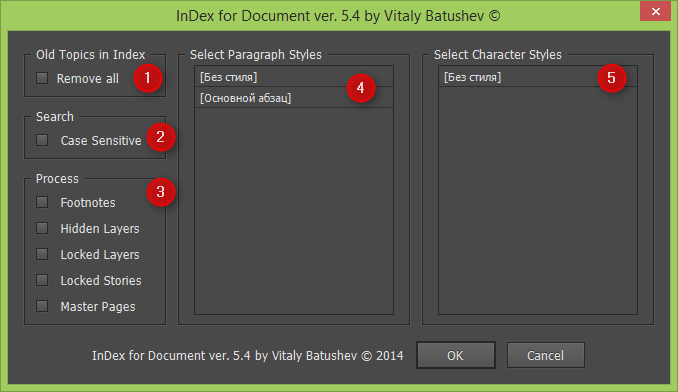 InDex for Document ver. 5.4 by Vitaly Batushev ©
Old Topics in Index
Remove all
1
Search
Case Sensitive
2
Process
3
Footnotes
Hidden Layers
Locked Layers
Locked Stories
Master Pages
Select Paragraph Styles
[Без стиля]
4
[Основной абзац]
Select Character Styles
[Без стиля]
5
InDex for Document ver. 5.4 by Vitaly Batushev © 2014
OK
Cancel